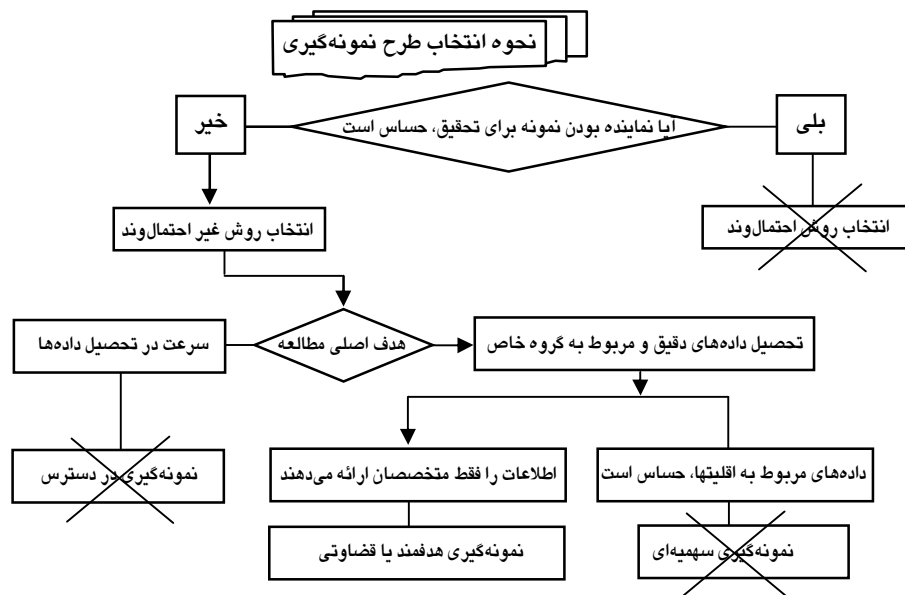 نحوه انتخاب طرح نمونه‌گیری
بلی
آیا نماینده بودن نمونه برای تحقیق، حساس است
خیر
انتخاب روش احتمال‌وند
انتخاب روش غیر احتمال‌وند
تحصیل داده‌های دقیق و مربوط به گروه خاص
هدف اصلی مطالعه
سرعت در تحصیل داده‌ها
داده‌های مربوط به اقلیتها، حساس است
اطلاعات را فقط متخصصان ارائه می‌دهند
نمونه‌گیری در دسترس
نمونه‌گیری سهمیه‌ای
نمونه‌گیری هدفمند یا قضاوتی